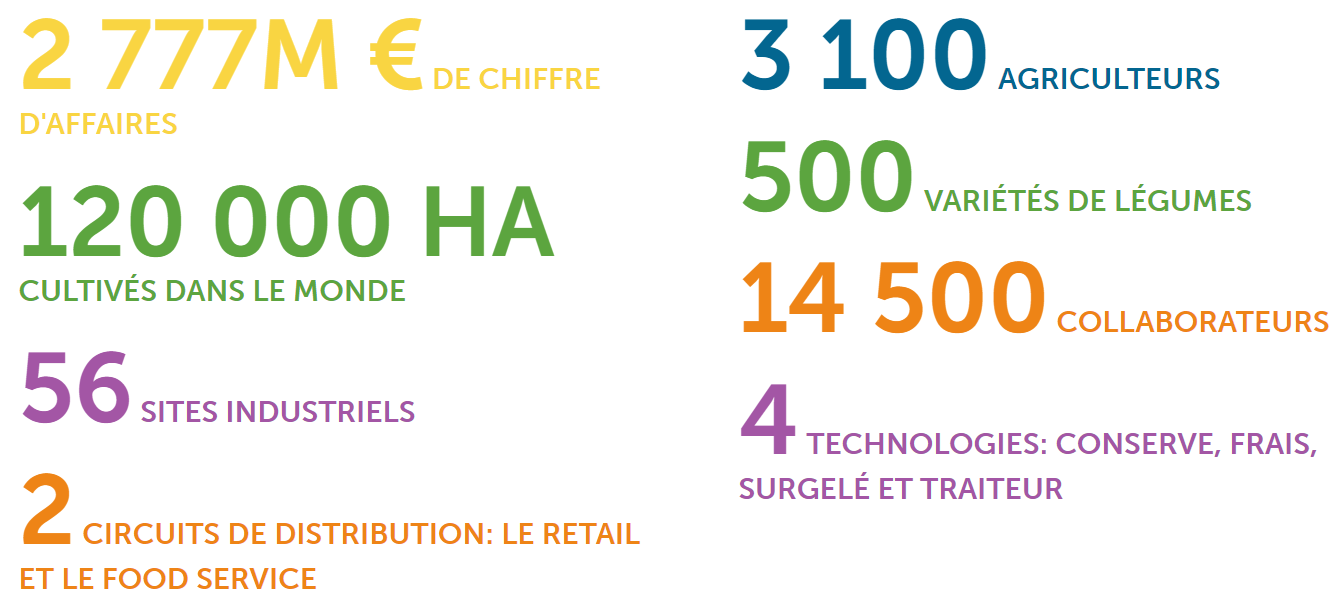 2 777M € DE CHIFFRE
D'AFFAIRES
120 000 HA
CULTIVÉS DANS LE MONDE
56 SITES INDUSTRIELS
2 CIRCUITS DE DISTRIBUTION: LE RETAIL
ET LE FOOD SERVICE
3 100 AGRICULTEURS
500 VARIÉTÉS DE LÉGUMES
14 500 COLLABORATEURS
4 TECHNOLOGIES: CONSERVE, FRAIS,
SURGELÉ ET TRAITEUR